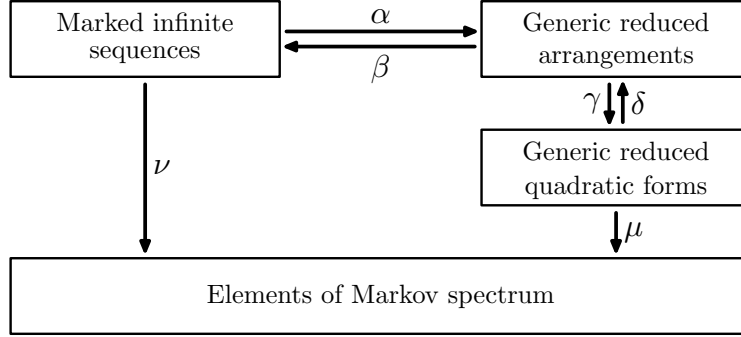 Marked infinite
sequences
α
β
Generic reduced
arrangements
γ
δ
Generic reduced
quadratic forms
ν
μ
Elements of Markov spectrum